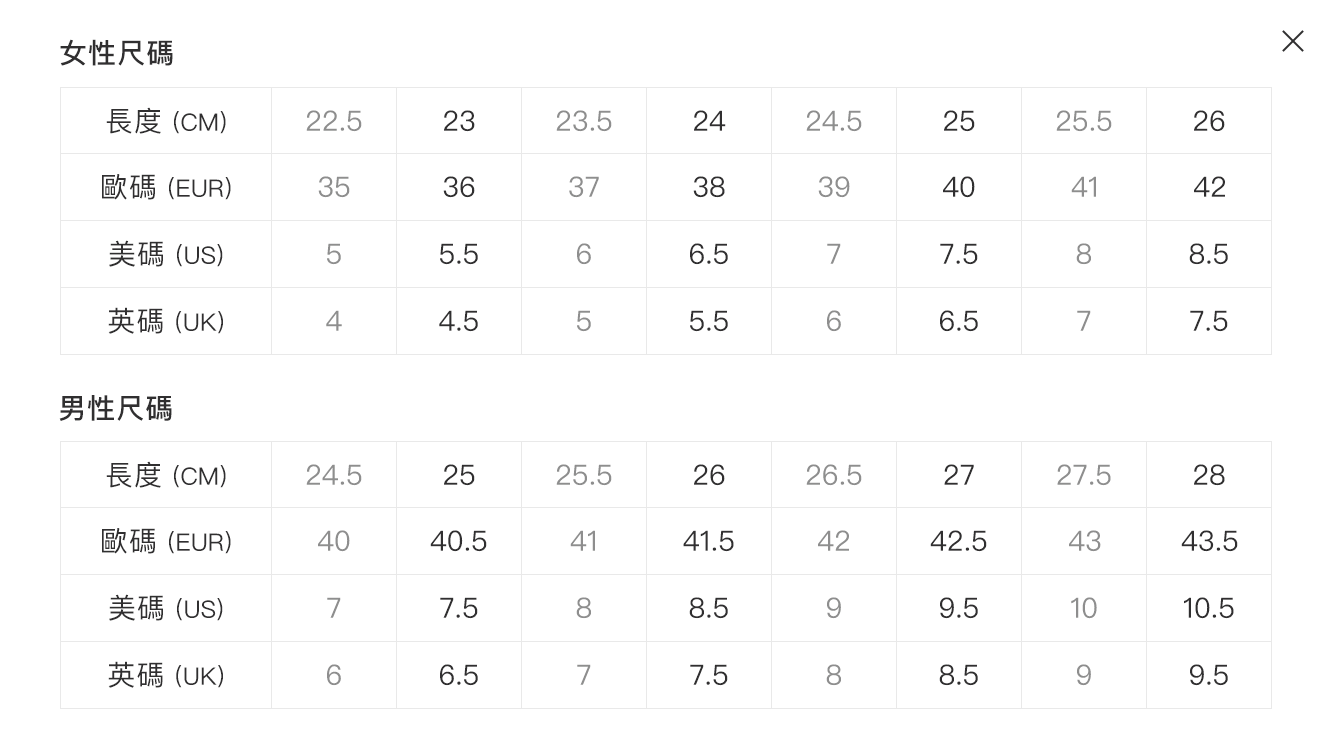 女性尺碼
長度 (CM) 22.5 23 23.5 24 24.5 25 25.5 26
歐碼 (EUR) 35 36 37 38 39 40 41 42
美碼 (US) 5 5.5 6 6.5 7 7.5 8 8.5
英碼 (UK) 4 4.5 5 5.5 6 6.5 7 7.5
男性尺碼
長度 (CM) 24.5 25 25.5 26 26.5 27 27.5 28
歐碼 (EUR) 40 40.5 41 41.5 42 42.5 43 43.5
美碼 (US) 7 7.5 8 8.5 9 9.5 10 10.5
英碼 (UK) 6 6.5 7 7.5 8 8.5 9 9.5